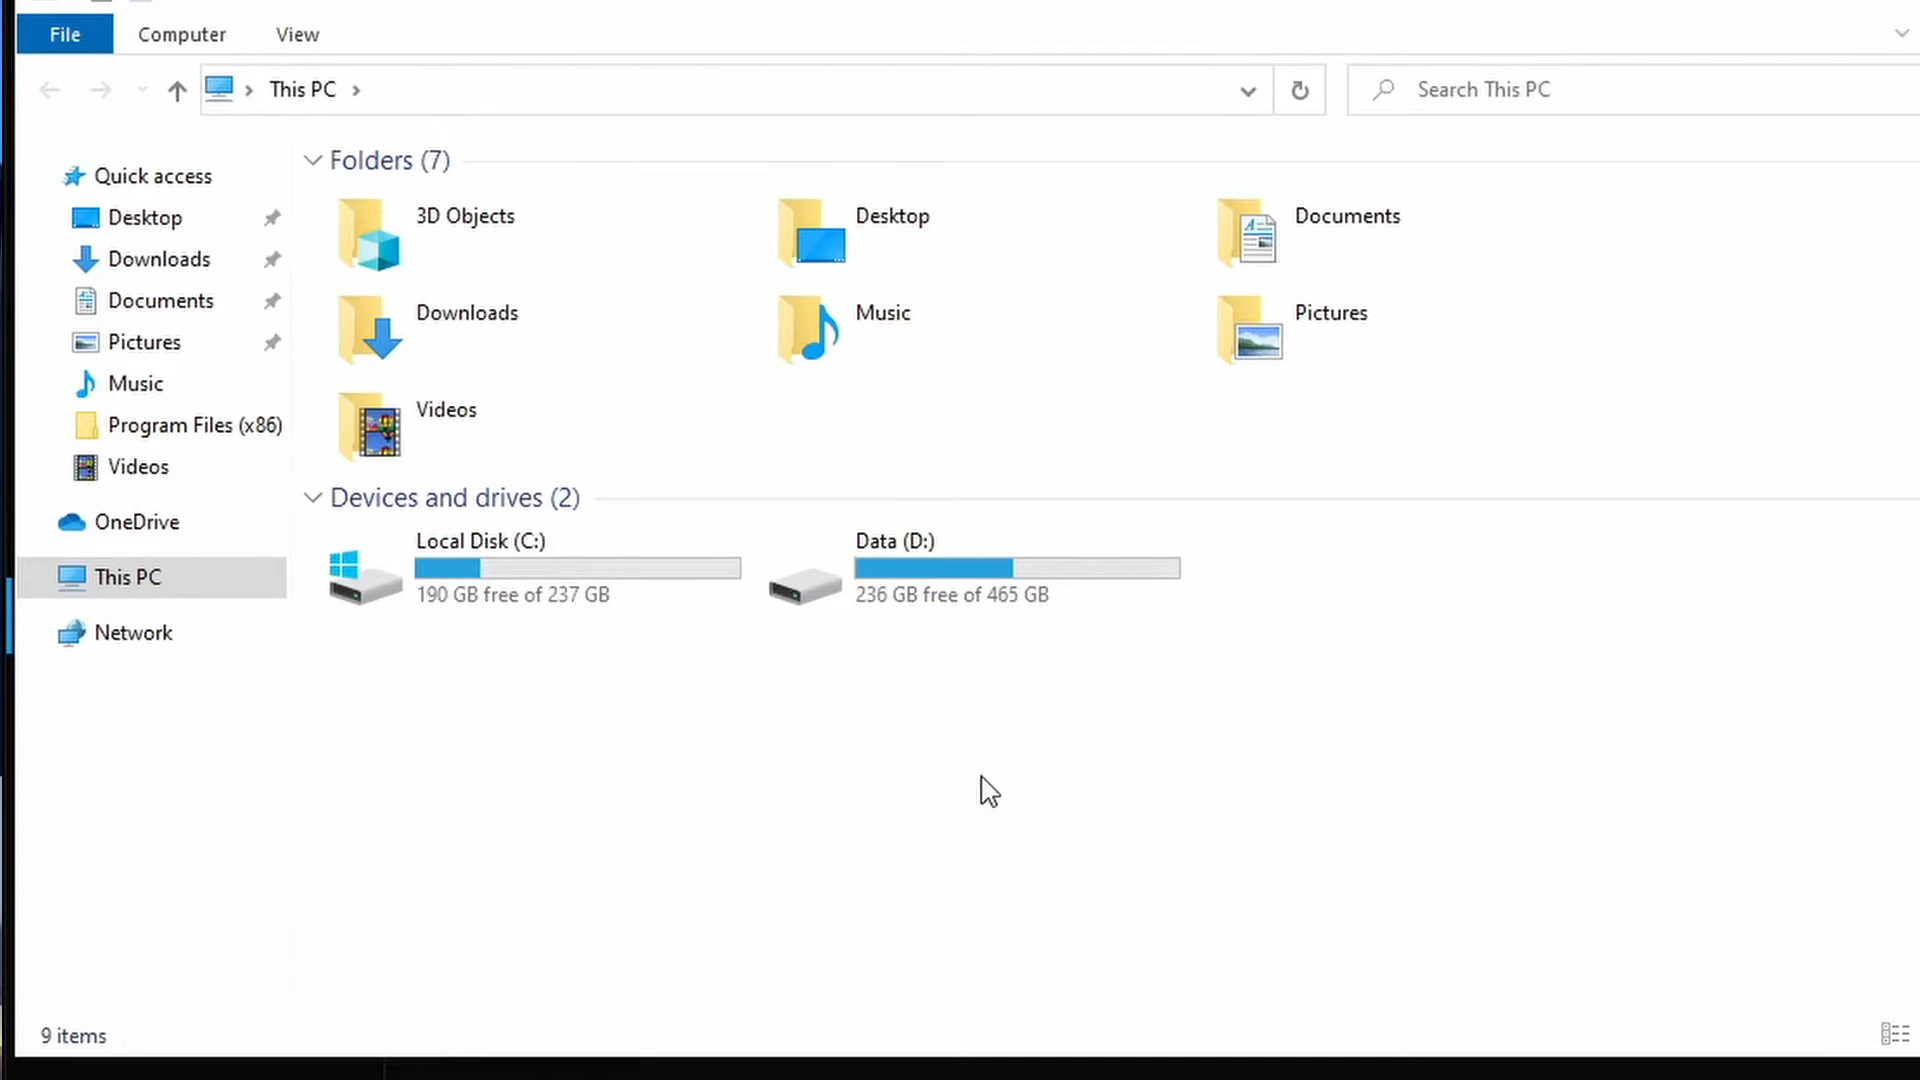 File Computer View
This PC
Search This PC
Quick access
Desktop
Downloads
Documents
Pictures
Music
Program Files (x86)
Videos
OneDrive
This PC
Network
Folders (7)
3D Objects
Desktop
Documents
Downloads
Music
Pictures
Videos
Devices and drives (2)
Local Disk (C:)
190 GB free of 237 GB
Data (D:)
236 GB free of 465 GB
9 items